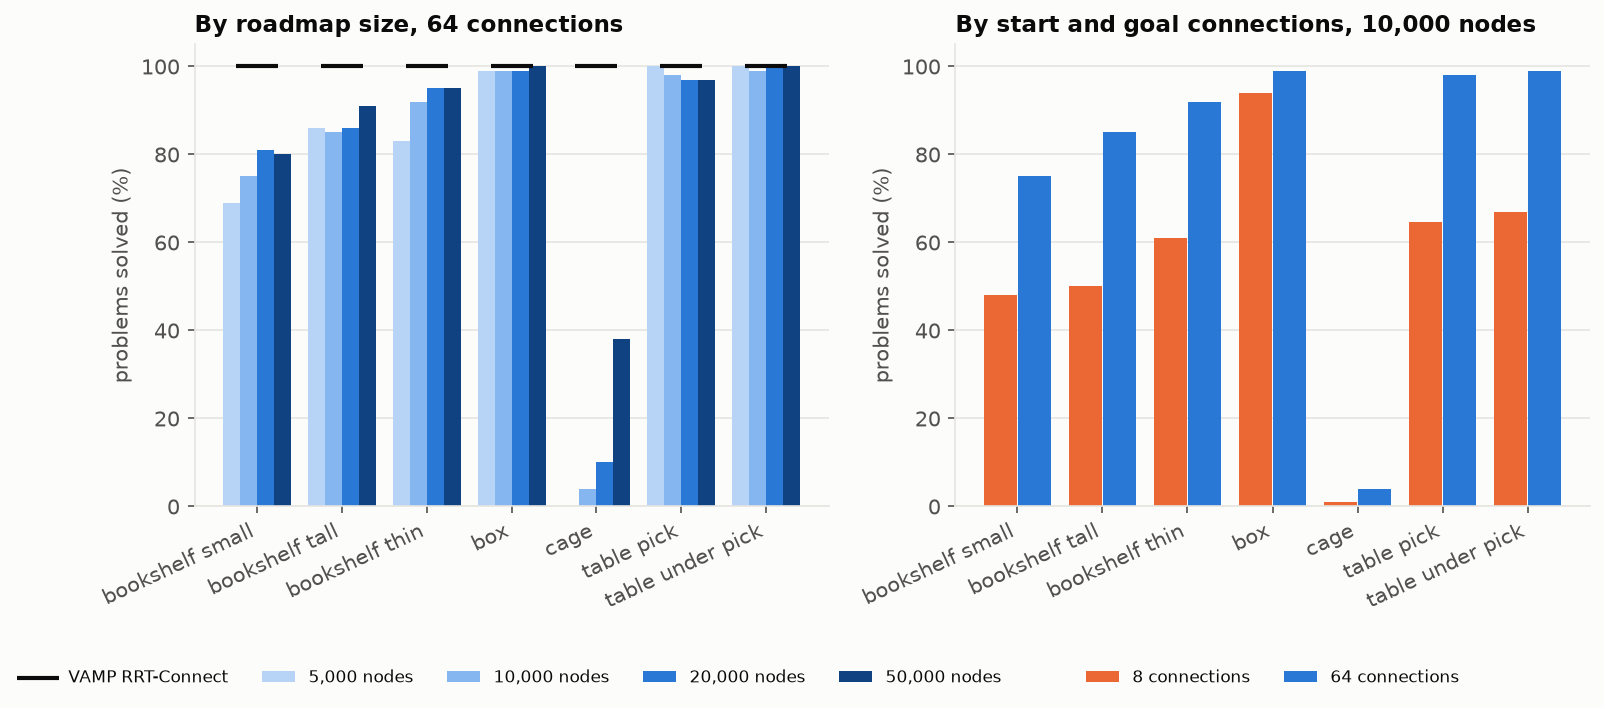 By roadmap size, 64 connections
problems solved (%)
100
80
60
40
20
0
bookshelf small
bookshelf tall
bookshelf thin
box
cage
table pick
table under pick
By start and goal connections, 10,000 nodes
problems solved (%)
100
80
60
40
20
0
bookshelf small
bookshelf tall
bookshelf thin
box
cage
table pick
table under pick
VAMP RRT-Connect
5,000 nodes
10,000 nodes
20,000 nodes
50,000 nodes
8 connections
64 connections